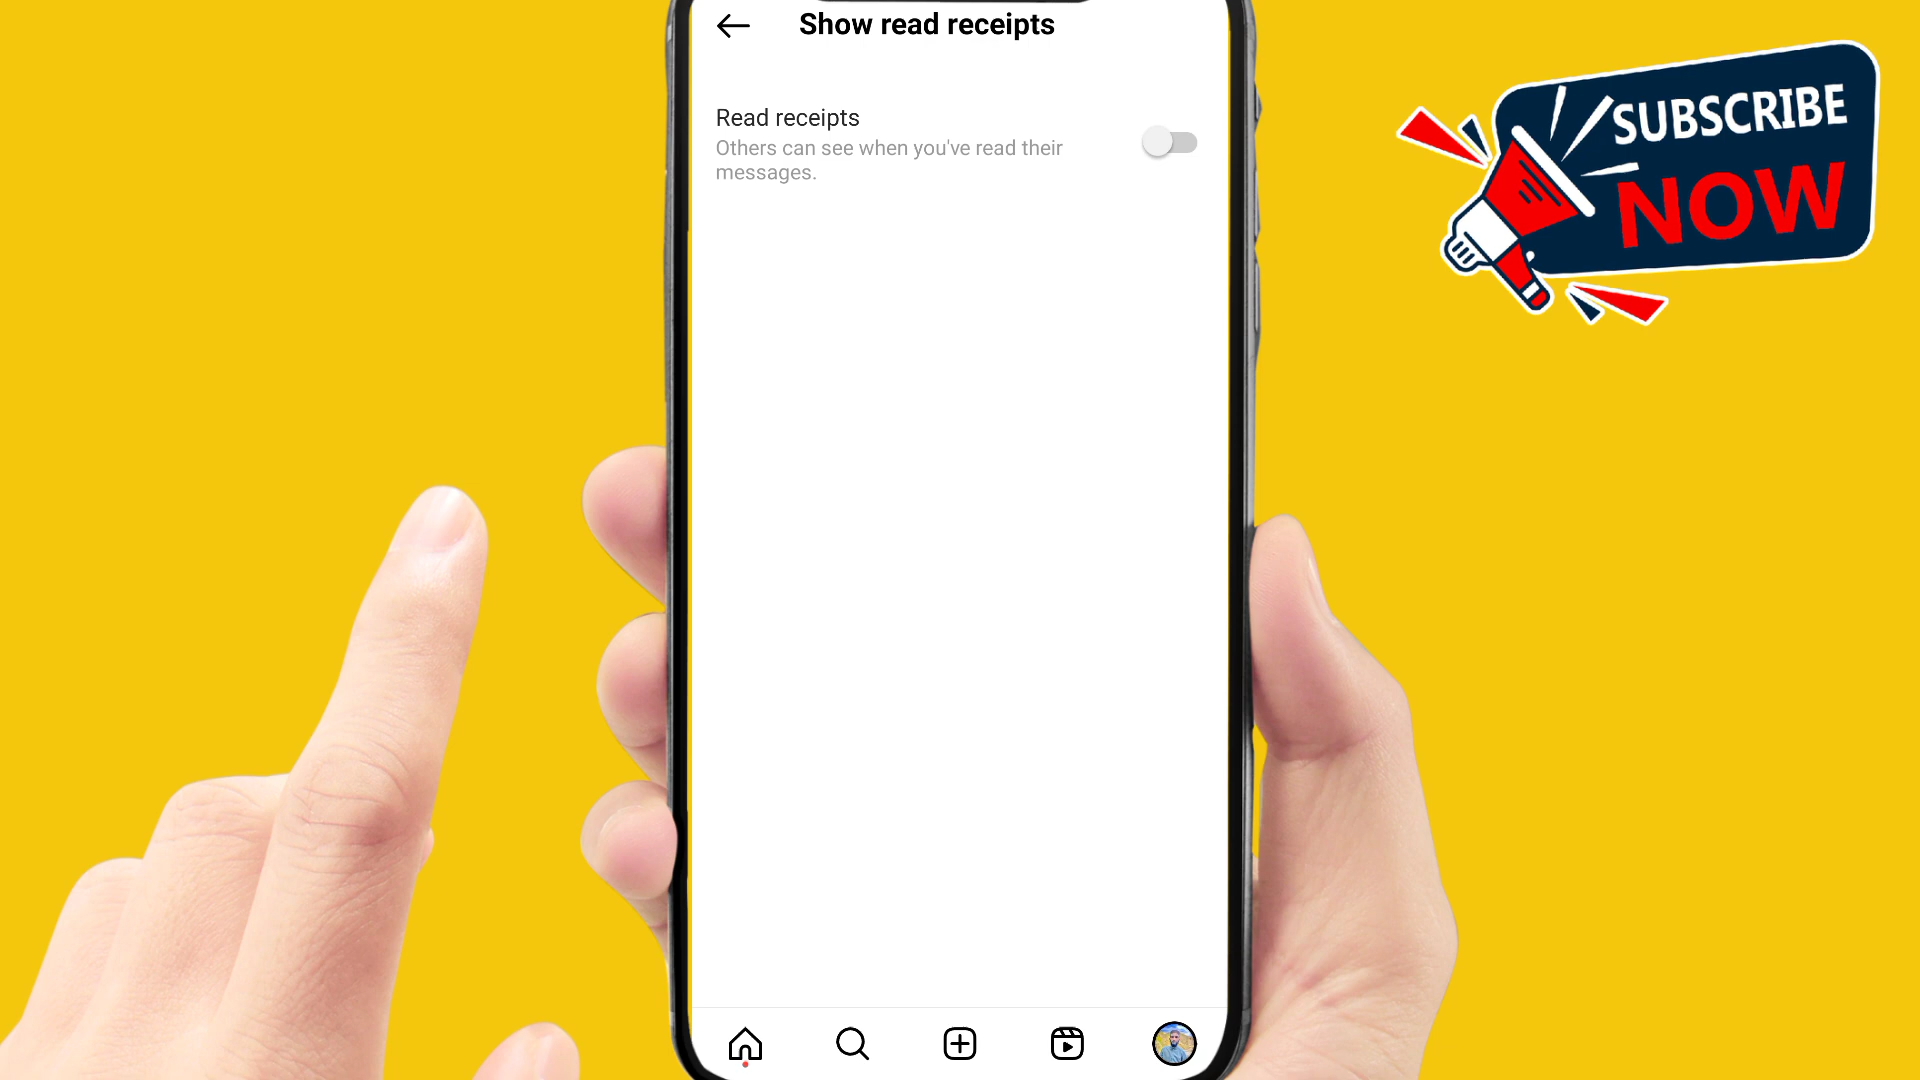 Show read receipts
Read receipts
Others can see when you've read their
messages.
SUBSCRIBE
NOW